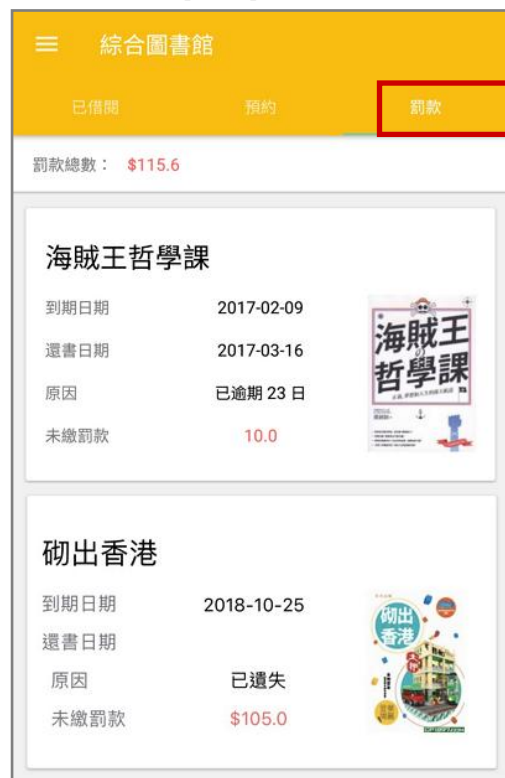 綜合圖書館
已借閱 預約 罰款
罰款總數： $115.6
海賊王哲學課
到期日期 2017-02-09
還書日期 2017-03-16
原因 已逾期 23 日
未繳罰款 10.0
海賊王
の
哲學課
砌出香港
到期日期 2018-10-25
還書日期
原因 已遺失
未繳罰款 $105.0
砌出
香港